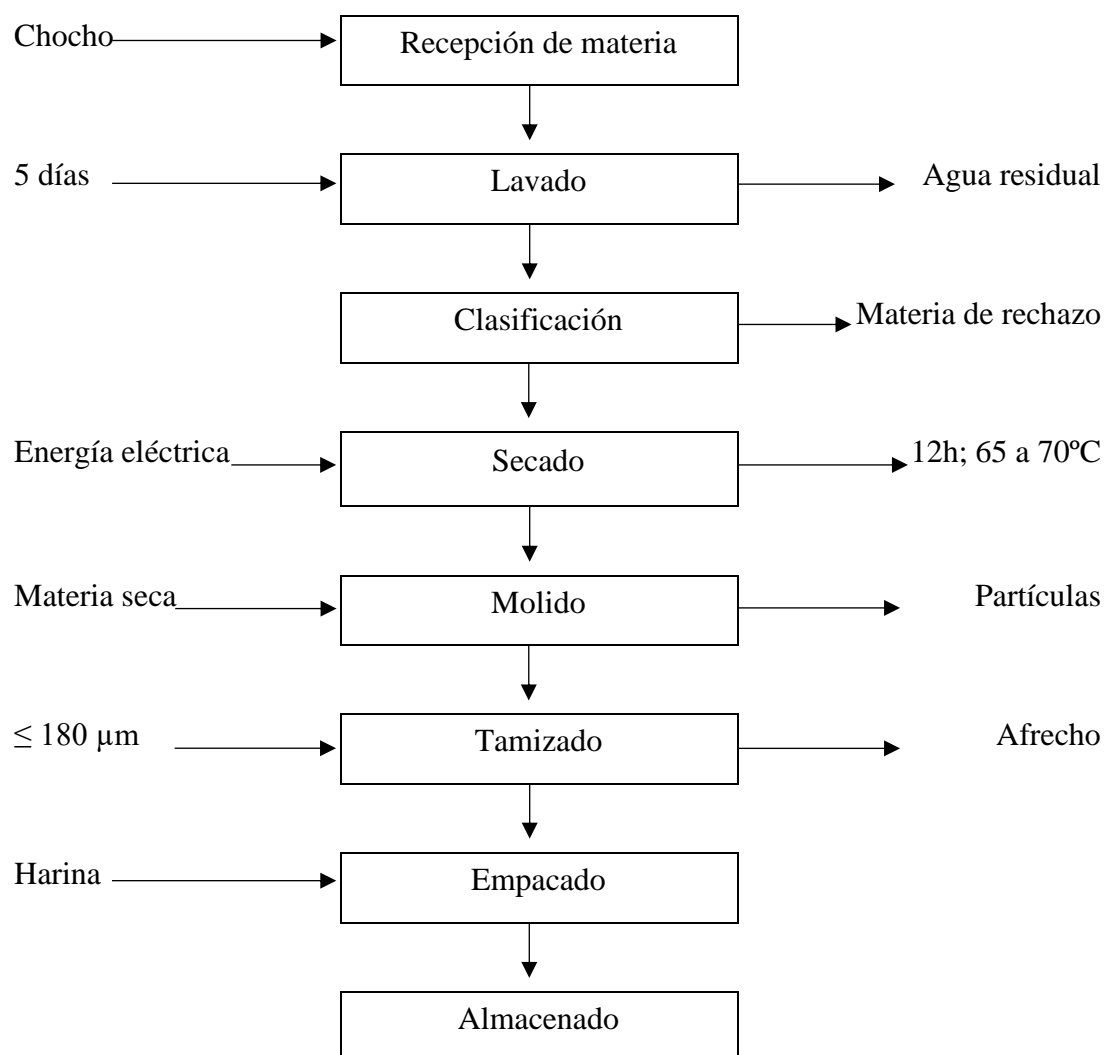 Chocho
Recepción de materia
5 días
Lavado
Agua residual
Clasificación
Materia de rechazo
Energía eléctrica
Secado
12h; 65 a 70ºC
Materia seca
Molido
Partículas
≤ 180 µm
Tamizado
Afrecho
Harina
Empacado
Almacenado